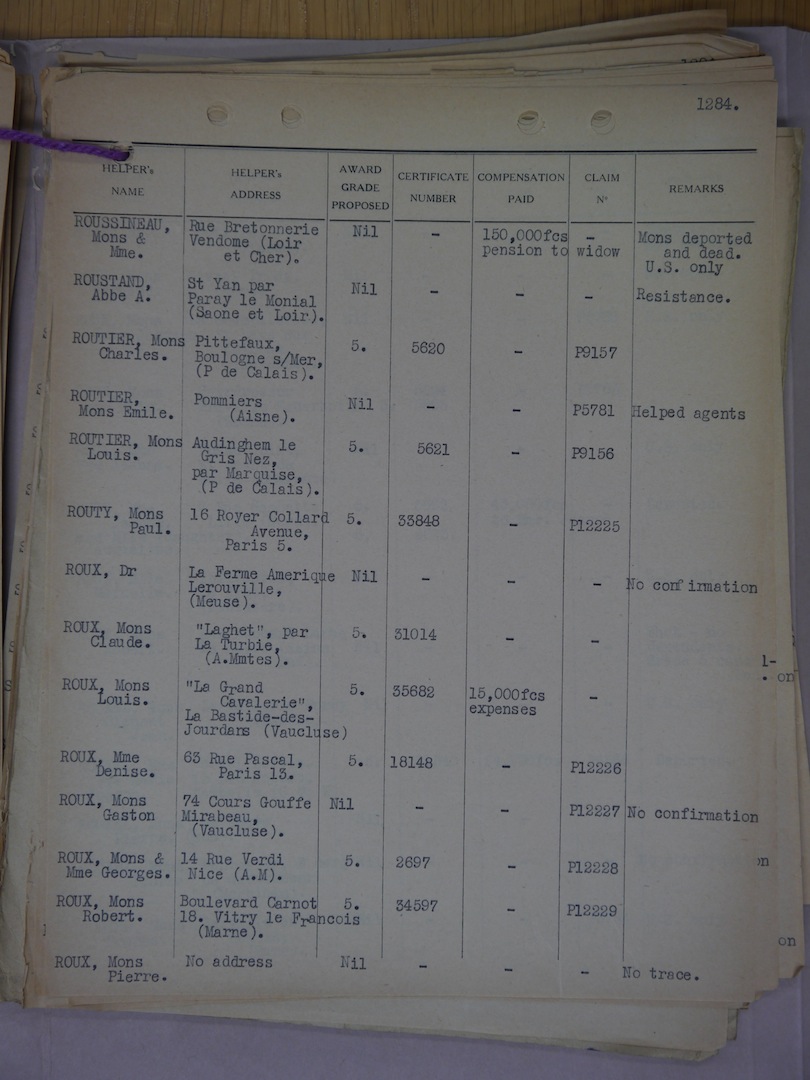 1284.
HELPER's NAME | HELPER's ADDRESS | AWARD GRADE PROPOSED | CERTIFICATE NUMBER | COMPENSATION PAID | CLAIM Nº | REMARKS
ROUSSINEAU, | Rue Bretonnerie | Nil | - | 150,000fcs | - | Mons deported
Mons & | Vendome (Loir | pension to widow | and dead.
Mme. | et Cher). | U.S. only
ROUSTAND, | St Yan par | Nil | - | - | - | Resistance.
Abbe A. | Paray le Monial
(Saone et Loir).
ROUTIER, Mons | Pittefaux, | 5. | 5620 | - | P9157
Charles. | Boulogne s/Mer,
(P de Calais).
ROUTIER, | Pommiers | Nil | - | - | P5781 | Helped agents
Mons Emile. | (Aisne).
ROUTIER, Mons | Audinghem le | 5. | 5621 | - | P9156
Louis. | Gris Nez,
par Marquise,
(P de Calais).
ROUTY, Mons | 16 Royer Collard | 5. | 33848 | - | P12225
Paul. | Avenue,
Paris 5.
ROUX, Dr | La Ferme Amerique | Nil | - | - | - | No confirmation
Lerouville,
(Meuse).
ROUX, Mons | "Laghet", par | 5. | 31014 | - | -
Claude. | La Turbie,
(A.Mmtes).
ROUX, Mons | "La Grand | 5. | 35682 | 15,000fcs | -
Louis. | Cavalerie", | expenses
La Bastide-des-
Jourdans (Vaucluse)
ROUX, Mme | 63 Rue Pascal, | 5. | 18148 | - | P12226
Denise. | Paris 13.
ROUX, Mons | 74 Cours Gouffe | Nil | - | - | P12227 | No confirmation
Gaston | Mirabeau,
(Vaucluse).
ROUX, Mons & | 14 Rue Verdi | 5. | 2697 | - | P12228
Mme Georges. | Nice (A.M).
ROUX, Mons | Boulevard Carnot | 5. | 34597 | - | P12229
Robert. | 18. Vitry le Francois
(Marne).
ROUX, Mons | No address | Nil | - | - | - | No trace.
Pierre.